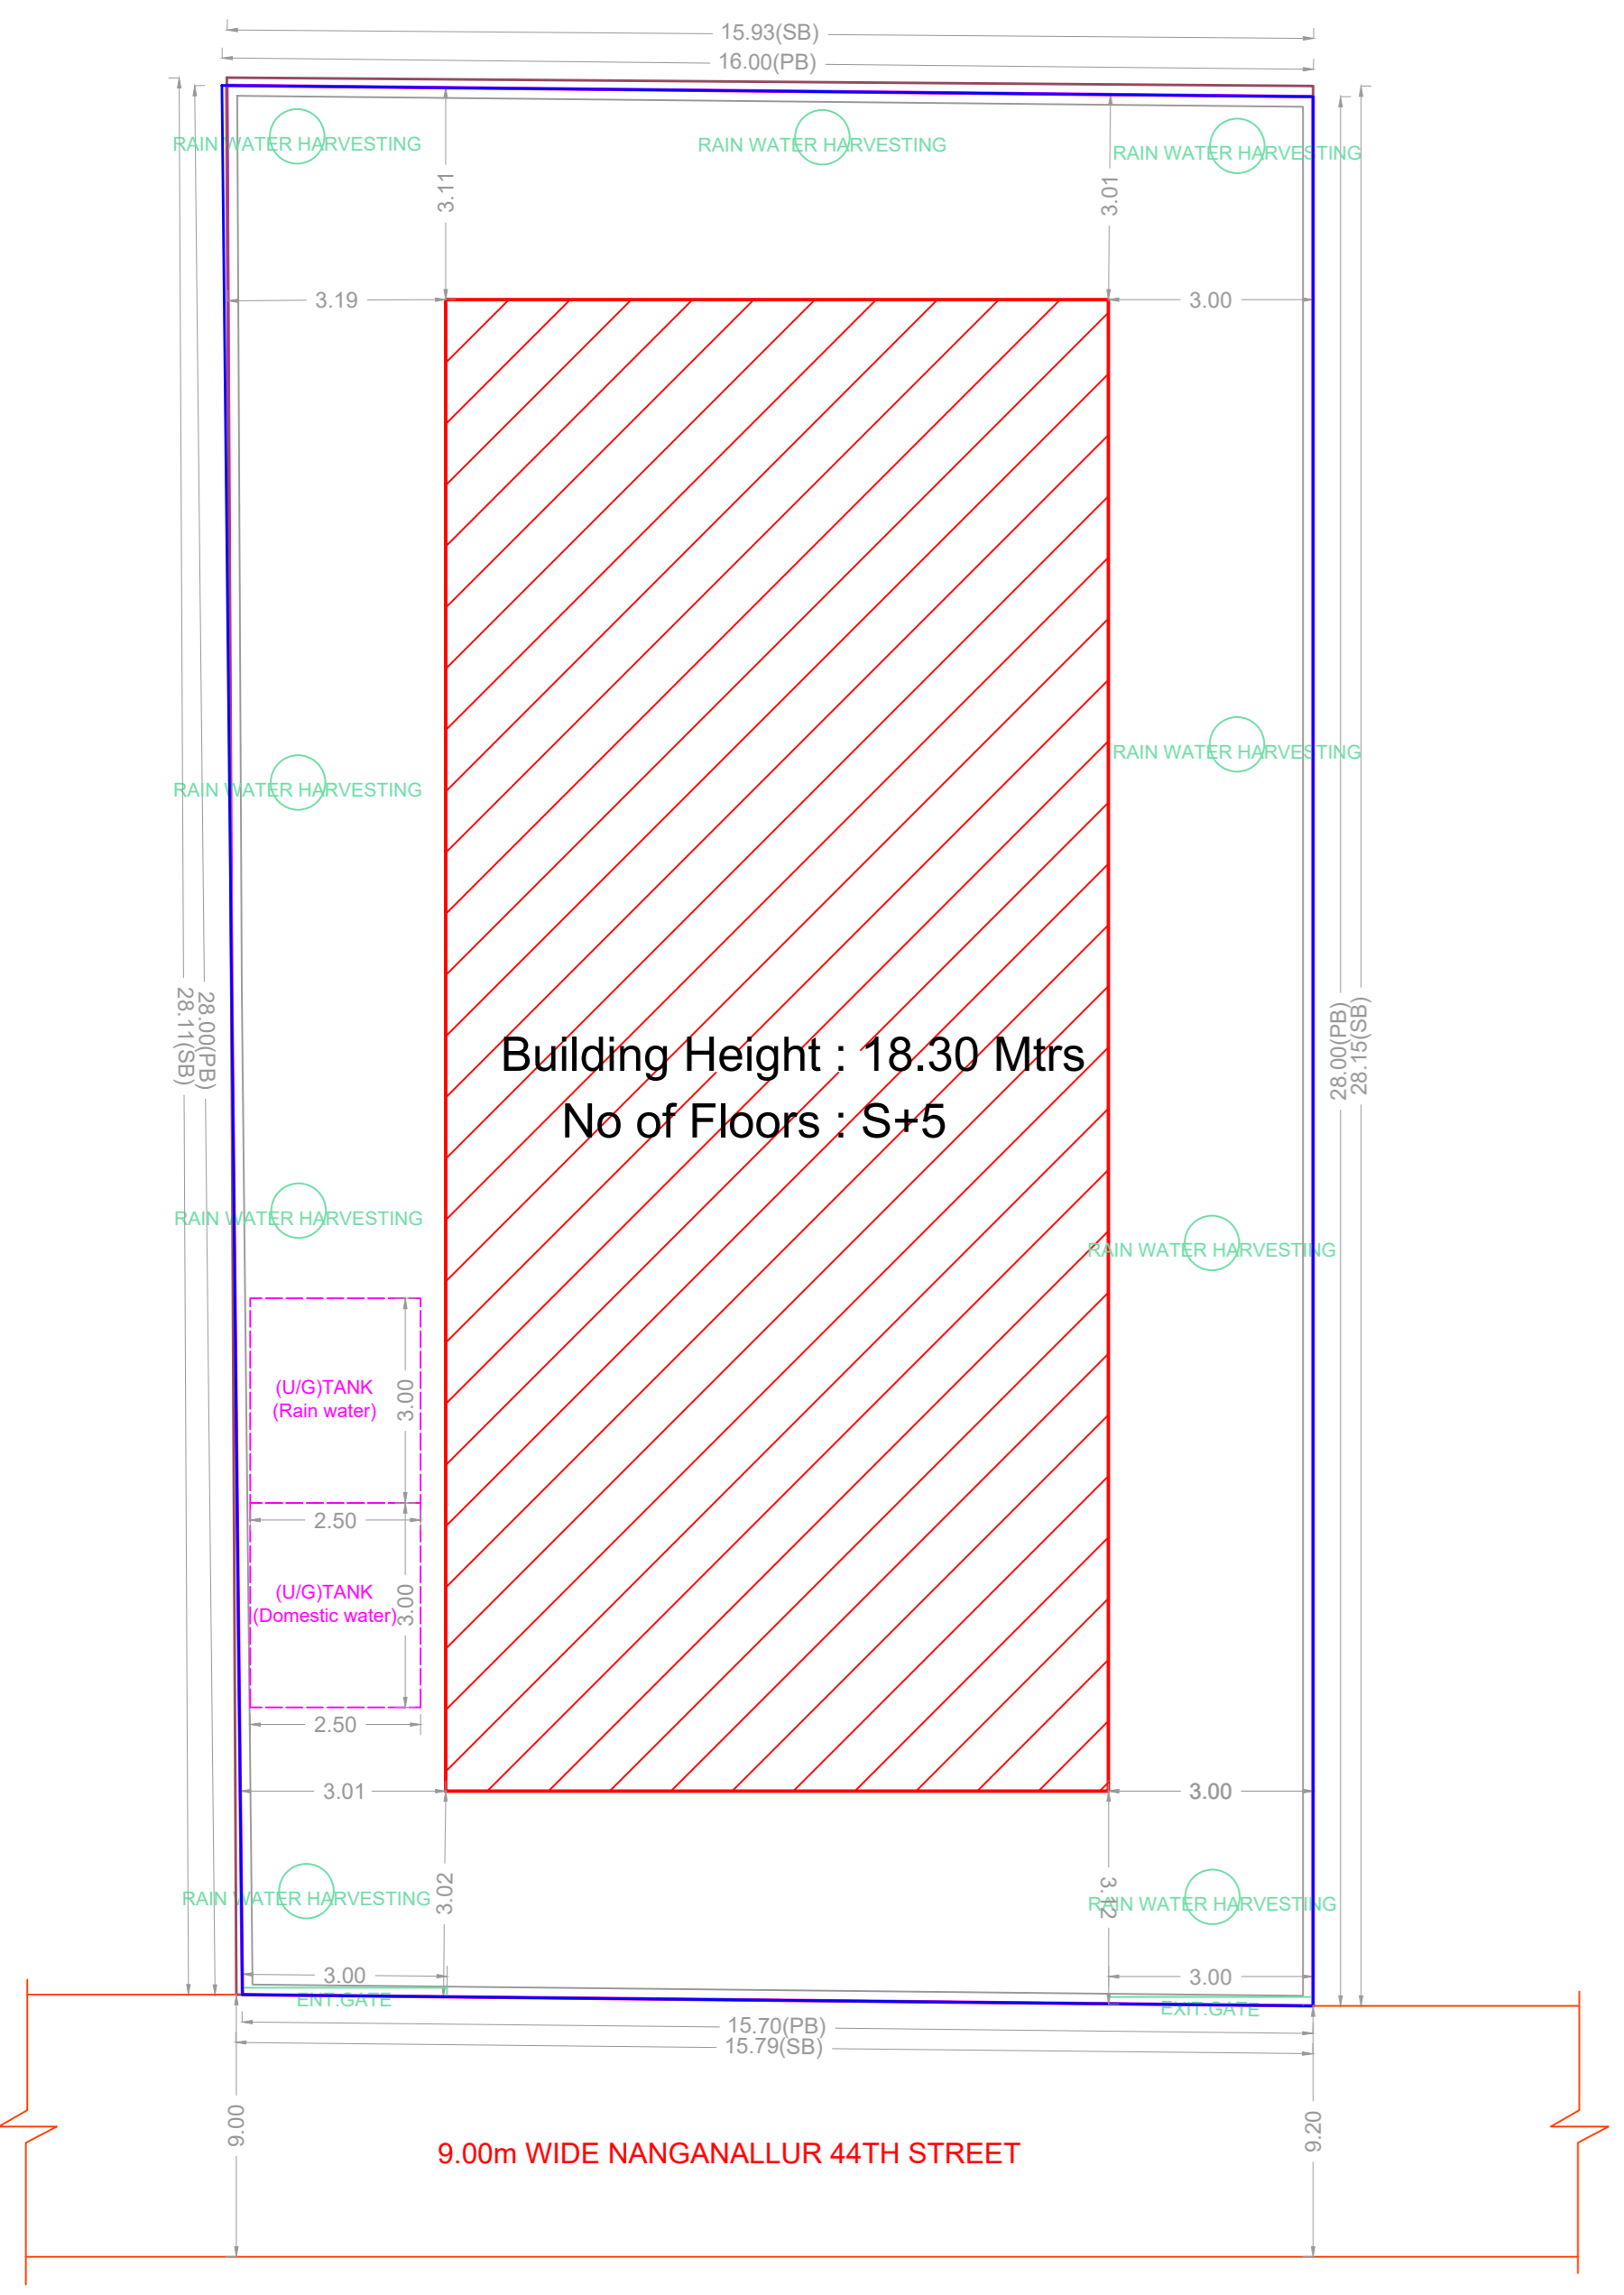 15.93(SB)
16.00(PB)
RAIN WATER HARVESTING
RAIN WATER HARVESTING
RAIN WATER HARVESTING
3.11
3.01
3.19
3.00
RAIN WATER HARVESTING
RAIN WATER HARVESTING
28.11(SB)
28.00(PB)
28.00(PB)
28.15(SB)
Building Height : 18.30 Mtrs
No of Floors : S+5
RAIN WATER HARVESTING
RAIN WATER HARVESTING
(U/G)TANK
(Rain water)
3.00
2.50
(U/G)TANK
(Domestic water)
3.00
2.50
3.01
3.00
3.02
3.12
RAIN WATER HARVESTING
RAIN WATER HARVESTING
3.00
3.00
ENT.GATE
EXIT.GATE
15.70(PB)
15.79(SB)
9.00
9.20
9.00m WIDE NANGANALLUR 44TH STREET